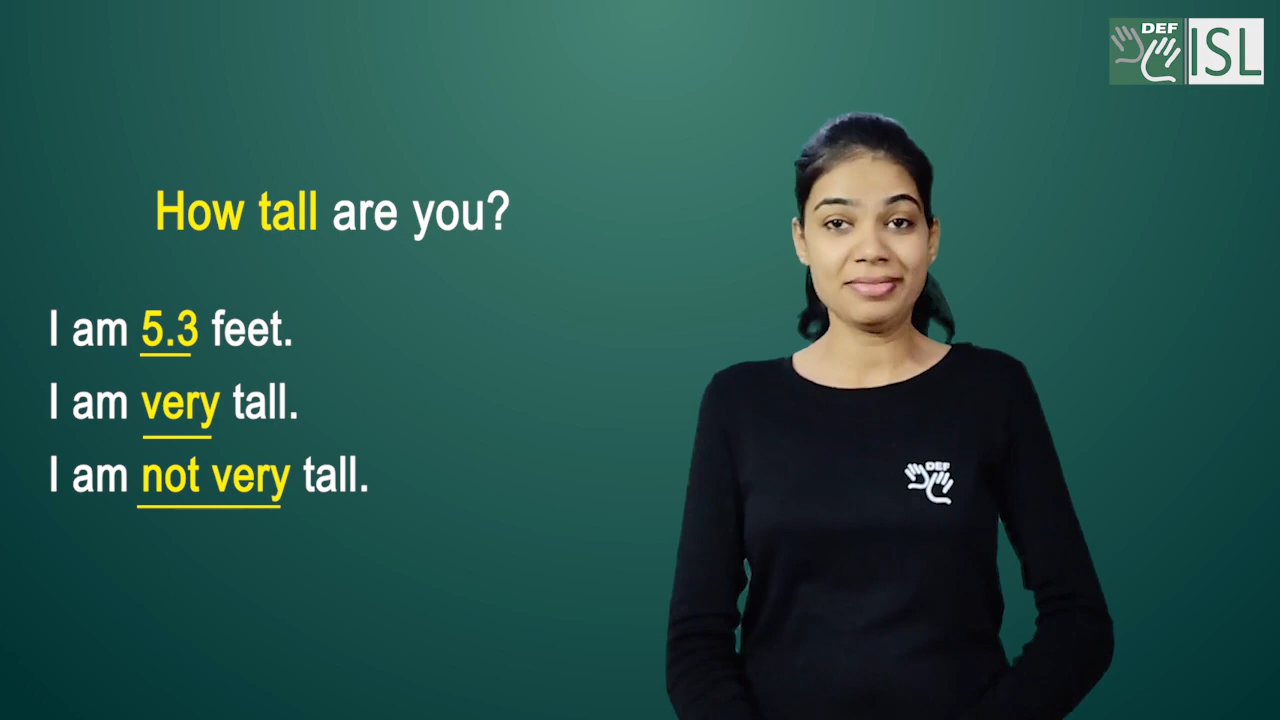 DEF
ISL
How tall are you?
I am 5.3 feet.
I am very tall.
I am not very tall.
DEF